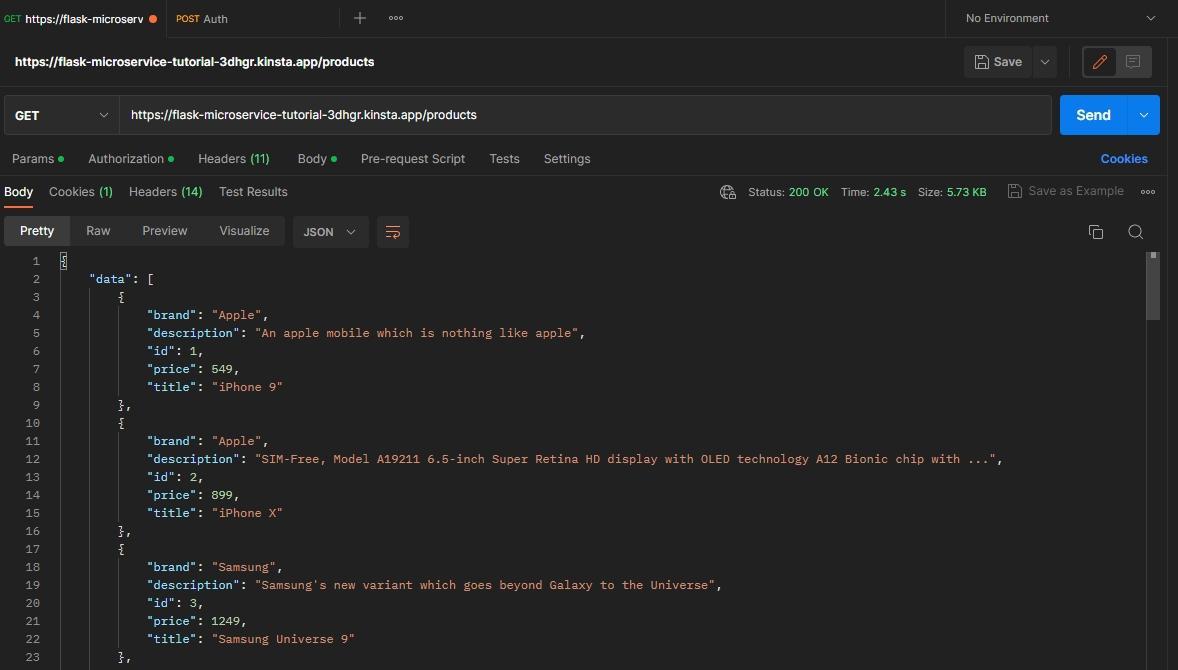 GET https://flask-microserv POST Auth No Environment
https://flask-microservice-tutorial-3dhgr.kinsta.app/products Save
GET https://flask-microservice-tutorial-3dhgr.kinsta.app/products Send
Params Authorization Headers (11) Body Pre-request Script Tests Settings Cookies
Body Cookies (1) Headers (14) Test Results Status: 200 OK Time: 2.43 s Size: 5.73 KB Save as Example
Pretty Raw Preview Visualize JSON
1 {
2 "data": [
3 {
4 "brand": "Apple",
5 "description": "An apple mobile which is nothing like apple",
6 "id": 1,
7 "price": 549,
8 "title": "iPhone 9"
9 },
10 {
11 "brand": "Apple",
12 "description": "SIM-Free, Model A19211 6.5-inch Super Retina HD display with OLED technology A12 Bionic chip with ...",
13 "id": 2,
14 "price": 899,
15 "title": "iPhone X"
16 },
17 {
18 "brand": "Samsung",
19 "description": "Samsung's new variant which goes beyond Galaxy to the Universe",
20 "id": 3,
21 "price": 1249,
22 "title": "Samsung Universe 9"
23 },